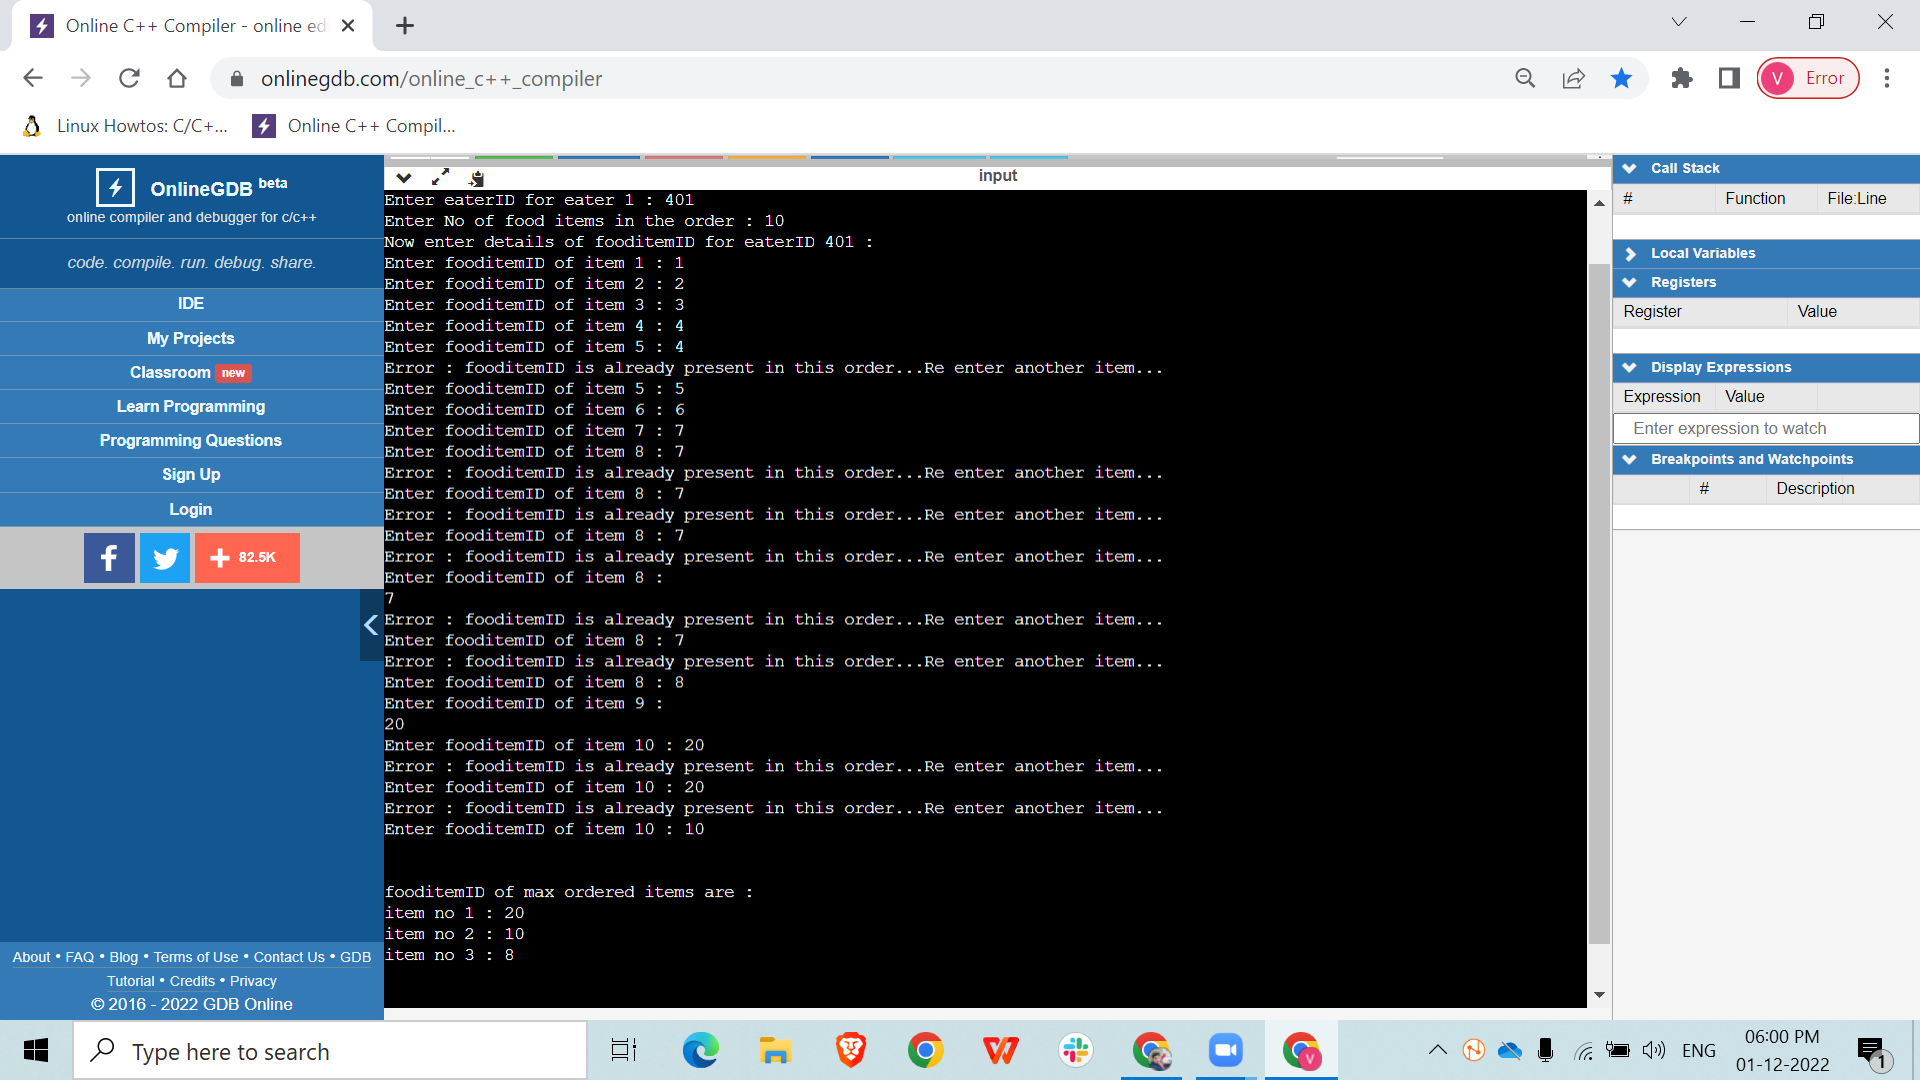 Online C++ Compiler - online ed
onlinegdb.com/online_c++_compiler
V Error
Linux Howtos: C/C+...
Online C++ Compil...
OnlineGDB beta
online compiler and debugger for c/c++
code. compile. run. debug. share.
IDE
My Projects
Classroom new
Learn Programming
Programming Questions
Sign Up
Login
82.5K
About • FAQ • Blog • Terms of Use • Contact Us • GDB
Tutorial • Credits • Privacy
© 2016 - 2022 GDB Online
input
Enter eaterID for eater 1 : 401
Enter No of food items in the order : 10
Now enter details of fooditemID for eaterID 401 :
Enter fooditemID of item 1 : 1
Enter fooditemID of item 2 : 2
Enter fooditemID of item 3 : 3
Enter fooditemID of item 4 : 4
Enter fooditemID of item 5 : 4
Error : fooditemID is already present in this order...Re enter another item...
Enter fooditemID of item 5 : 5
Enter fooditemID of item 6 : 6
Enter fooditemID of item 7 : 7
Enter fooditemID of item 8 : 7
Error : fooditemID is already present in this order...Re enter another item...
Enter fooditemID of item 8 : 7
Error : fooditemID is already present in this order...Re enter another item...
Enter fooditemID of item 8 : 7
Error : fooditemID is already present in this order...Re enter another item...
Enter fooditemID of item 8 :
7
Error : fooditemID is already present in this order...Re enter another item...
Enter fooditemID of item 8 : 7
Error : fooditemID is already present in this order...Re enter another item...
Enter fooditemID of item 8 : 8
Enter fooditemID of item 9 :
20
Enter fooditemID of item 10 : 20
Error : fooditemID is already present in this order...Re enter another item...
Enter fooditemID of item 10 : 20
Error : fooditemID is already present in this order...Re enter another item...
Enter fooditemID of item 10 : 10
fooditemID of max ordered items are :
item no 1 : 20
item no 2 : 10
item no 3 : 8
Call Stack
# Function File:Line
Local Variables
Registers
Register Value
Display Expressions
Expression Value
Enter expression to watch
Breakpoints and Watchpoints
# Description
Type here to search
ENG
06:00 PM
01-12-2022
1